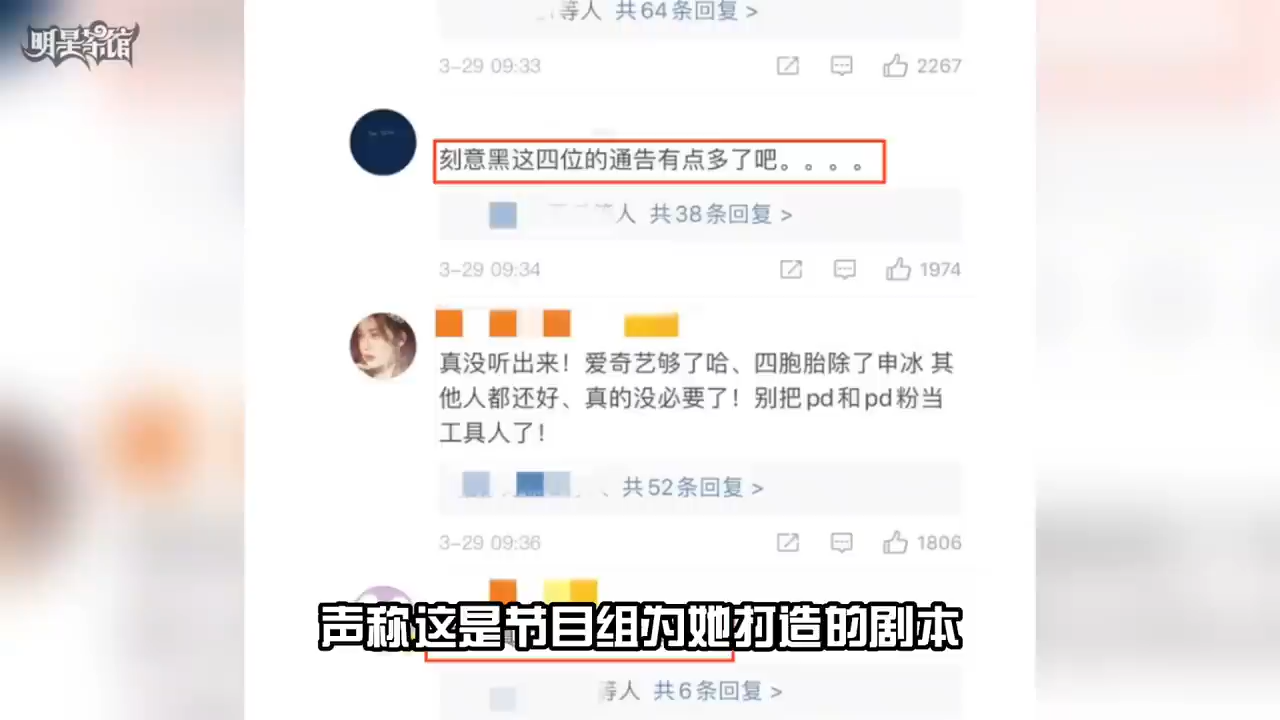 明星茶馆
等人 共64条回复 >
3-29 09:33
2267
刻意黑这四位的通告有点多了吧。。。。
等人 共38条回复 >
3-29 09:34
1974
真没听出来！爱奇艺够了哈、四胞胎除了申冰 其
他人都还好、真的没必要了！别把pd和pd粉当
工具人了！
、共52条回复 >
3-29 09:36
1806
声称这是节目组为她打造的剧本
等人 共6条回复 >